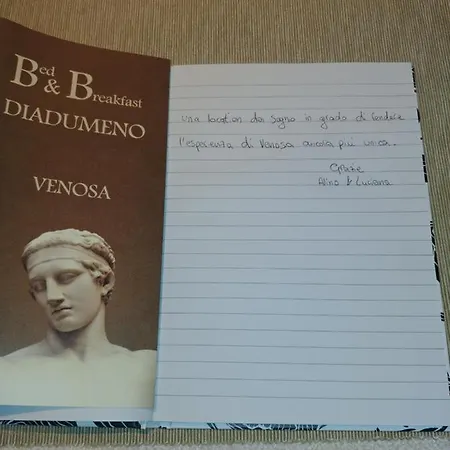 Bed
& Breakfast
DIADUMENO
VENOSA
una location da sogno in grado di rendere
l'esperienza di Venosa ancora più unica.
Grazie
Alino & Luciana